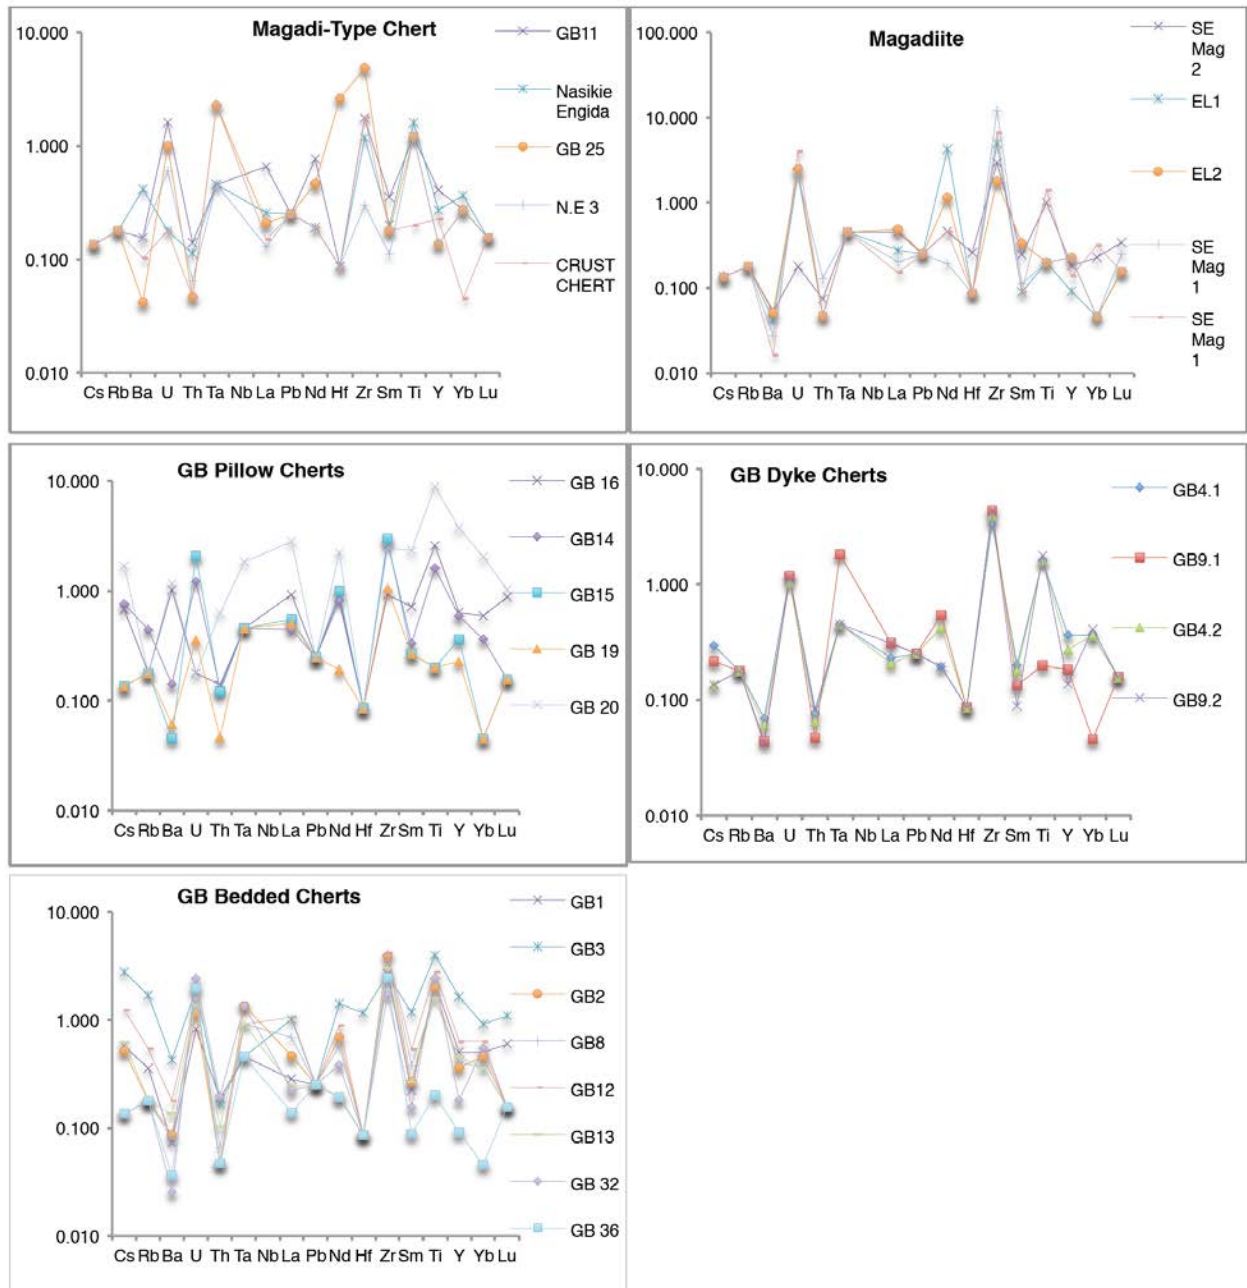 Magadi-Type Chert
10.000
1.000
0.100
0.010
Cs Rb Ba U Th Ta Nb La Pb Nd Hf Zr Sm Ti Y Yb Lu
GB11
Nasikie
Engida
GB 25
N.E 3
CRUST
CHERT
Magadiite
100.000
10.000
1.000
0.100
0.010
Cs Rb Ba U Th Ta Nb La Pb Nd Hf Zr Sm Ti Y Yb Lu
SE
Mag
2
EL1
EL2
SE
Mag
1
SE
Mag
1
GB Pillow Cherts
10.000
1.000
0.100
0.010
Cs Rb Ba U Th Ta Nb La Pb Nd Hf Zr Sm Ti Y Yb Lu
GB 16
GB14
GB15
GB 19
GB 20
GB Dyke Cherts
10.000
1.000
0.100
0.010
Cs Rb Ba U Th Ta Nb La Pb Nd Hf Zr Sm Ti Y Yb Lu
GB4.1
GB9.1
GB4.2
GB9.2
GB Bedded Cherts
10.000
1.000
0.100
0.010
Cs Rb Ba U Th Ta Nb La Pb Nd Hf Zr Sm Ti Y Yb Lu
GB1
GB3
GB2
GB8
GB12
GB13
GB 32
GB 36